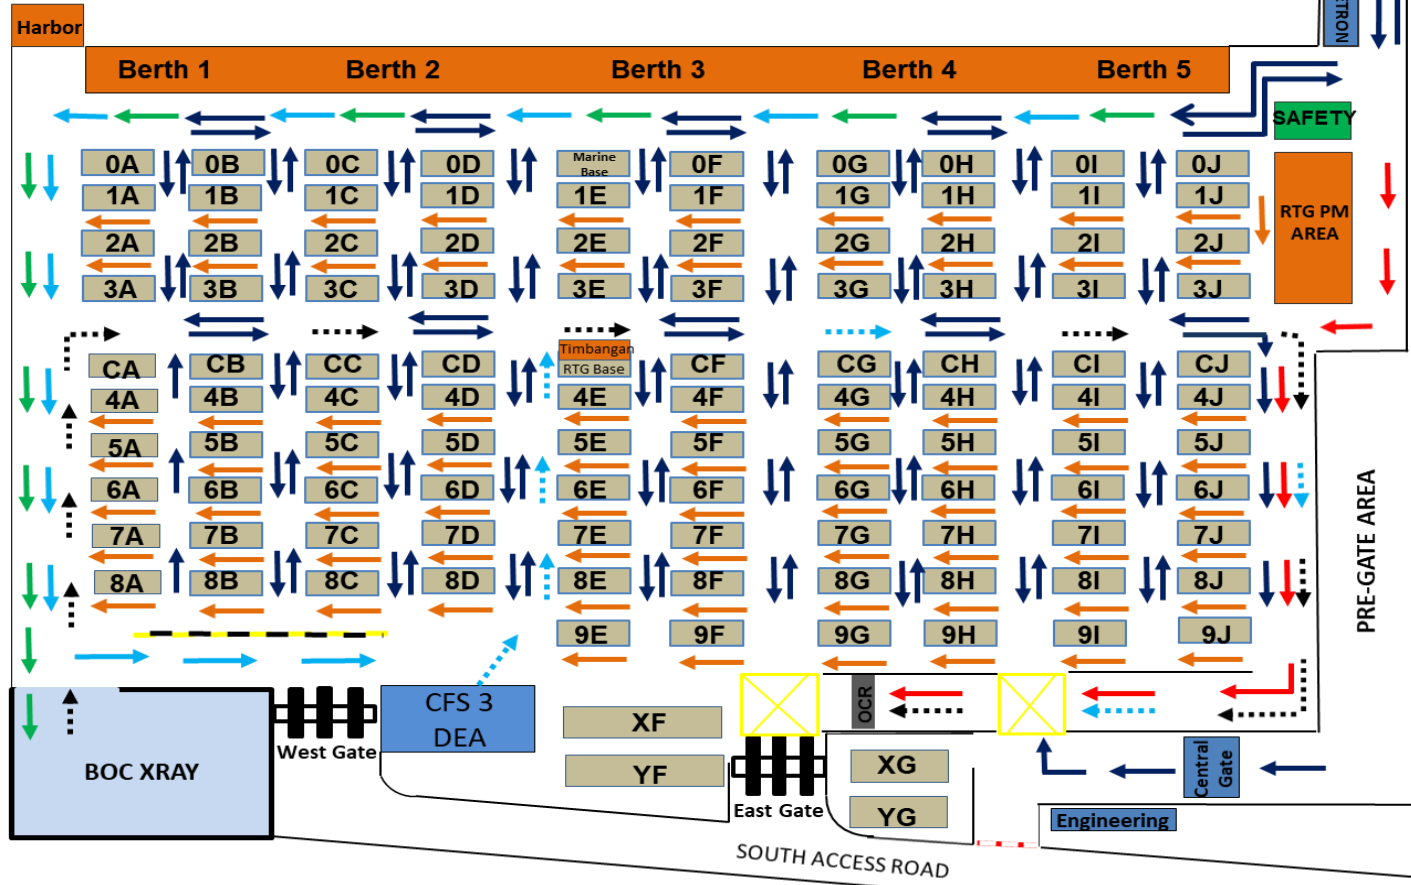 Harbor
TRON
Berth 1 Berth 2 Berth 3 Berth 4 Berth 5
SAFETY
0A 0B 0C 0D Marine Base 0F 0G 0H 0I 0J
1A 1B 1C 1D 1E 1F 1G 1H 1I 1J
RTG PM
AREA
2A 2B 2C 2D 2E 2F 2G 2H 2I 2J
3A 3B 3C 3D 3E 3F 3G 3H 3I 3J
Timbangan
CA CB CC CD RTG Base CF CG CH CI CJ
4A 4B 4C 4D 4E 4F 4G 4H 4I 4J
5A 5B 5C 5D 5E 5F 5G 5H 5I 5J
6A 6B 6C 6D 6E 6F 6G 6H 6I 6J
7A 7B 7C 7D 7E 7F 7G 7H 7I 7J
8A 8B 8C 8D 8E 8F 8G 8H 8I 8J
9E 9F 9G 9H 9I 9J
PRE-GATE AREA
BOC XRAY
West Gate
CFS 3
DEA
XF
YF
OCR
East Gate
XG
YG
Central
Gate
Engineering
SOUTH ACCESS ROAD